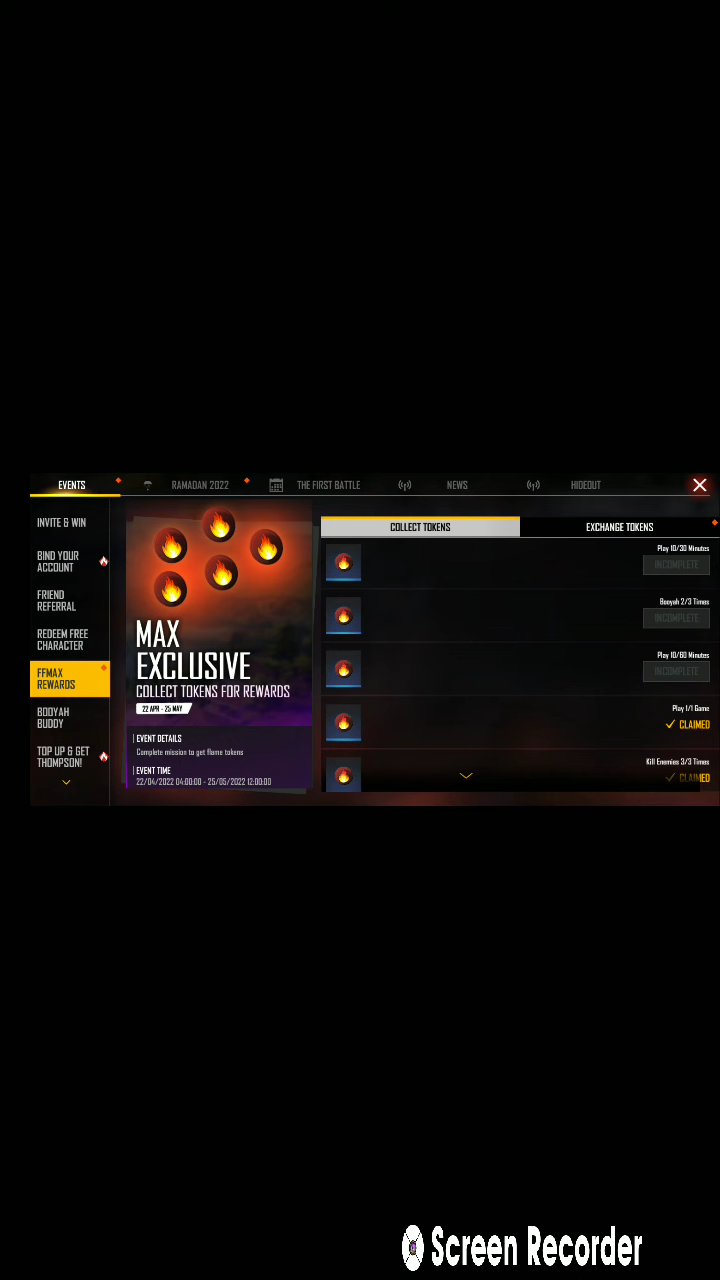 EVENTS
RAMADAN 2022
THE FIRST BATTLE
NEWS
HIDEOUT
INVITE & WIN
BIND YOUR
ACCOUNT
FRIEND
REFERRAL
REDEEM FREE
CHARACTER
FFMAX
REWARDS
BOOYAH
BUDDY
TOP UP & GET
THOMPSON!
MAX
EXCLUSIVE
COLLECT TOKENS FOR REWARDS
22 APR - 25 MAY
EVENT DETAILS
Complete mission to get flame tokens
EVENT TIME
22/04/2022 04:00:00 - 25/05/2022 12:00:00
COLLECT TOKENS
EXCHANGE TOKENS
Play 10/30 Minutes
INCOMPLETE
Booyah 2/3 Times
INCOMPLETE
Play 10/60 Minutes
INCOMPLETE
Play 1/1 Game
CLAIMED
Kill Enemies 3/3 Times
CLAIMED
Screen Recorder